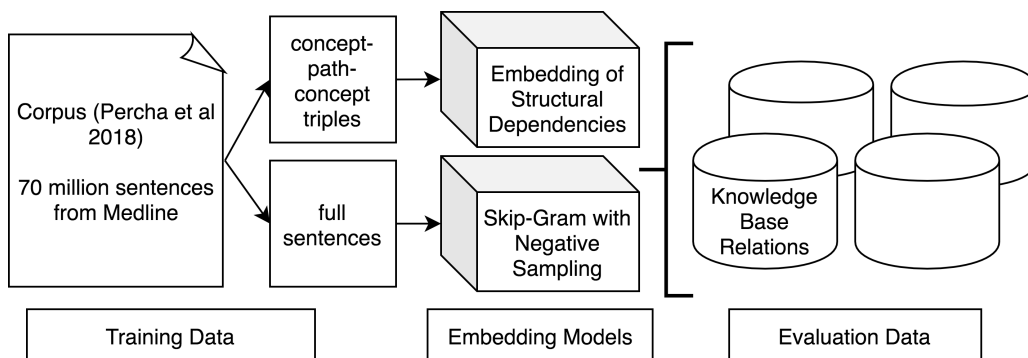 Corpus (Percha et al
2018)
70 million sentences
from Medline
concept-
path-
concept
triples
full
sentences
Embedding of
Structural
Dependencies
Skip-Gram with
Negative
Sampling
Knowledge
Base
Relations
Training Data
Embedding Models
Evaluation Data